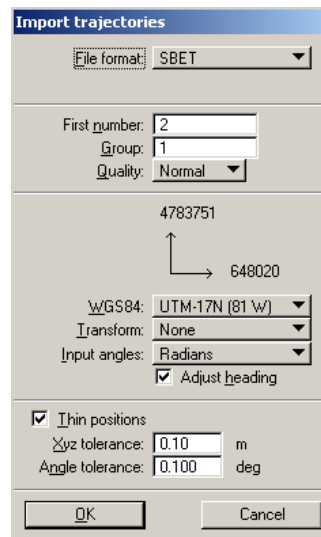 Import trajectories
File format: SBET
First number: 2
Group: 1
Quality: Normal
4783751
648020
WGS84: UTM-17N (81 W)
Transform: None
Input angles: Radians
Adjust heading
Thin positions
Xyz tolerance: 0.10 m
Angle tolerance: 0.100 deg
OK Cancel